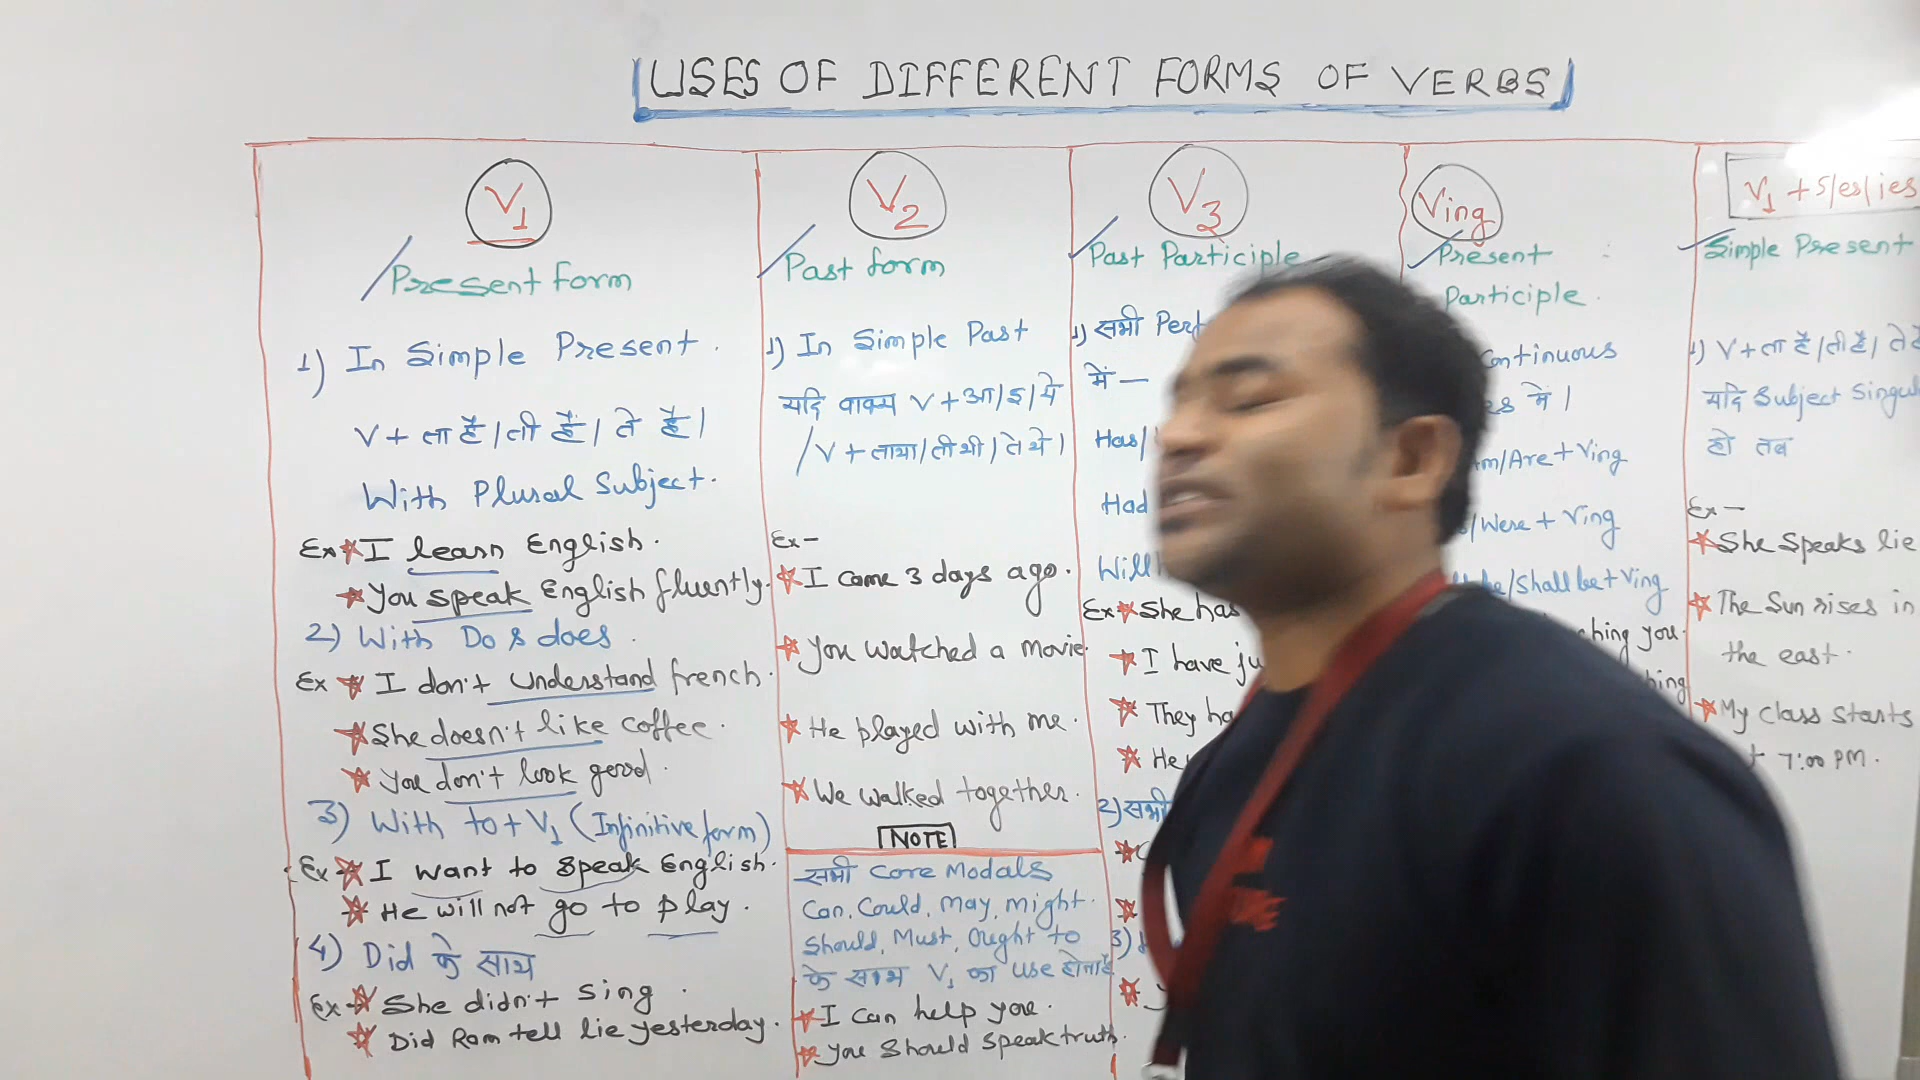 USES OF DIFFERENT FORMS OF VERBS
V1
Present form
1) In Simple Present.
V + ता है/ती है/ ते है/
With Plural Subject.
Ex ★ I learn English.
★ You speak English fluently.
2) With Do & does.
Ex ★ I don't understand french.
★ She doesn't like coffee.
★ You don't look good.
3) With to + V1 (Infinitive form)
Ex ★ I want to speak English.
★ He will not go to play.
4) Did के साथ
Ex ★ She didn't sing.
★ Did Ram tell lie yesterday.
V2
Past form
1) In Simple Past
यदि वाक्य V + आ/इ/ये
/V + ताथा/ती थी/ ते थे/
Ex-
★ I came 3 days ago.
★ You watched a movie.
★ He played with me.
★ We walked together.
NOTE
सभी Core Modals
Can, Could, may, might.
Should, Must, Ought to
के साथ V1 का use होता है
★ I can help you.
★ You should speak truth.
V3
Past Participle
1) सभी
में —
Has/
Had
Will
Ex ★ She has
★ I have
★ They
★ He
2) सभी
★
★
3)
★
Ving
Present
Participle.
Continuous
में /
/Are + Ving
/Were + Ving
/Shall be + Ving
you.
V1 + s/es/ies
Simple Present
1) V + ता है/ती है/
यदि Subject
हो तब
Ex -
★ She speaks lie
★ The Sun rises in
the east.
★ My class starts
7:00 PM.